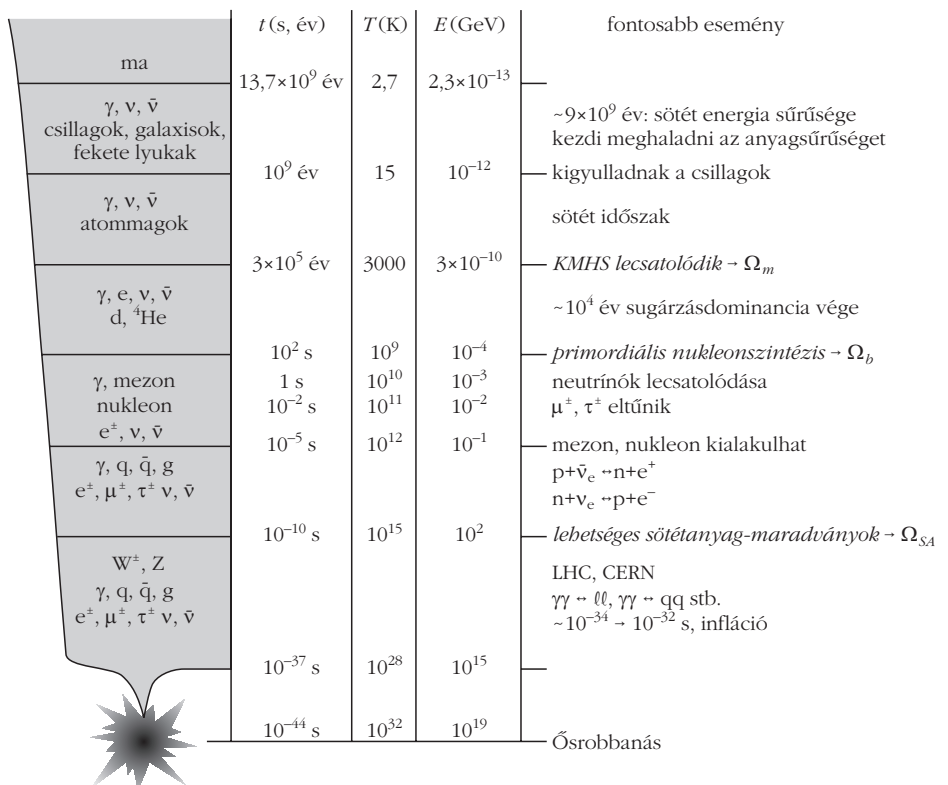 t (s, év) T (K) E (GeV) fontosabb esemény
ma
13,7×10⁹ év 2,7 2,3×10⁻¹³
γ, ν, ν̄
csillagok, galaxisok,
fekete lyukak
~9×10⁹ év: sötét energia sűrűsége
kezdi meghaladni az anyagsűrűséget
10⁹ év 15 10⁻¹² kigyulladnak a csillagok
γ, ν, ν̄
atommagok
sötét időszak
3×10⁵ év 3000 3×10⁻¹⁰ KMHS lecsatolódik → Ωₘ
γ, e, ν, ν̄
d, ⁴He
~10⁴ év sugárzásdominancia vége
10² s 10⁹ 10⁻⁴ primordiális nukleonszintézis → Ω_b
γ, mezon 1 s 10¹⁰ 10⁻³ neutrínók lecsatolódása
nukleon 10⁻² s 10¹¹ 10⁻² μ±, τ± eltűnik
e±, ν, ν̄
10⁻⁵ s 10¹² 10⁻¹ mezon, nukleon kialakulhat
γ, q, q̄, g p+ν̄ₑ ↔ n+e⁺
e±, μ±, τ± ν, ν̄ n+νₑ ↔ p+e⁻
10⁻¹⁰ s 10¹⁵ 10² lehetséges sötétanyag-maradványok → Ω_SA
W±, Z LHC, CERN
γ, q, q̄, g γγ ↔ ℓℓ, γγ ↔ qq stb.
e±, μ±, τ± ν, ν̄ ~10⁻³⁴ → 10⁻³² s, infláció
10⁻³⁷ s 10²⁸ 10¹⁵
10⁻⁴⁴ s 10³² 10¹⁹ Ősrobbanás